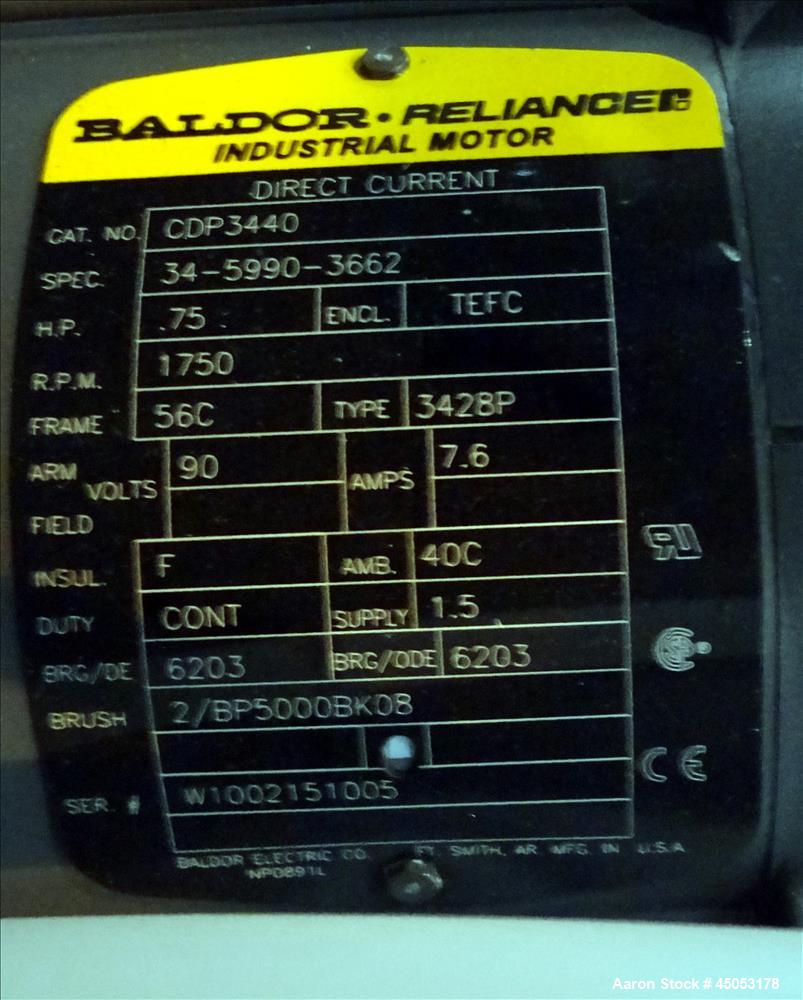 BALDOR • RELIANCE
INDUSTRIAL MOTOR
DIRECT CURRENT
CAT. NO. CDP3440
SPEC. 34-5990-3662
H.P. .75 ENCL. TEFC
R.P.M. 1750
FRAME 56C TYPE 3428P
ARM VOLTS 90 AMPS 7.6
FIELD
INSUL. F AMB. 40C
DUTY CONT SUPPLY 1.5
BRG/DE 6203 BRG/ODE 6203
BRUSH 2/BP5000BK08
SER. # W1002151005
BALDOR ELECTRIC CO. FT. SMITH, AR. MFG. IN U.S.A
NP0891L
CE
Aaron Stock # 45053178